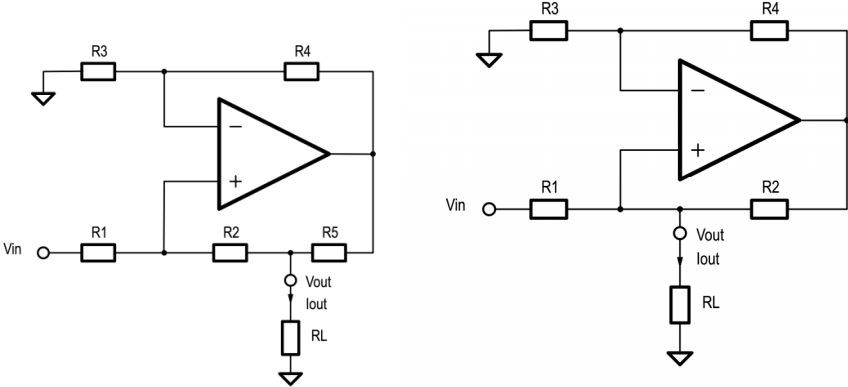 R3 R4
−
+
R1 R2 R5
Vin
Vout
Iout
RL
R3 R4
−
+
R1 R2
Vin
Vout
Iout
RL